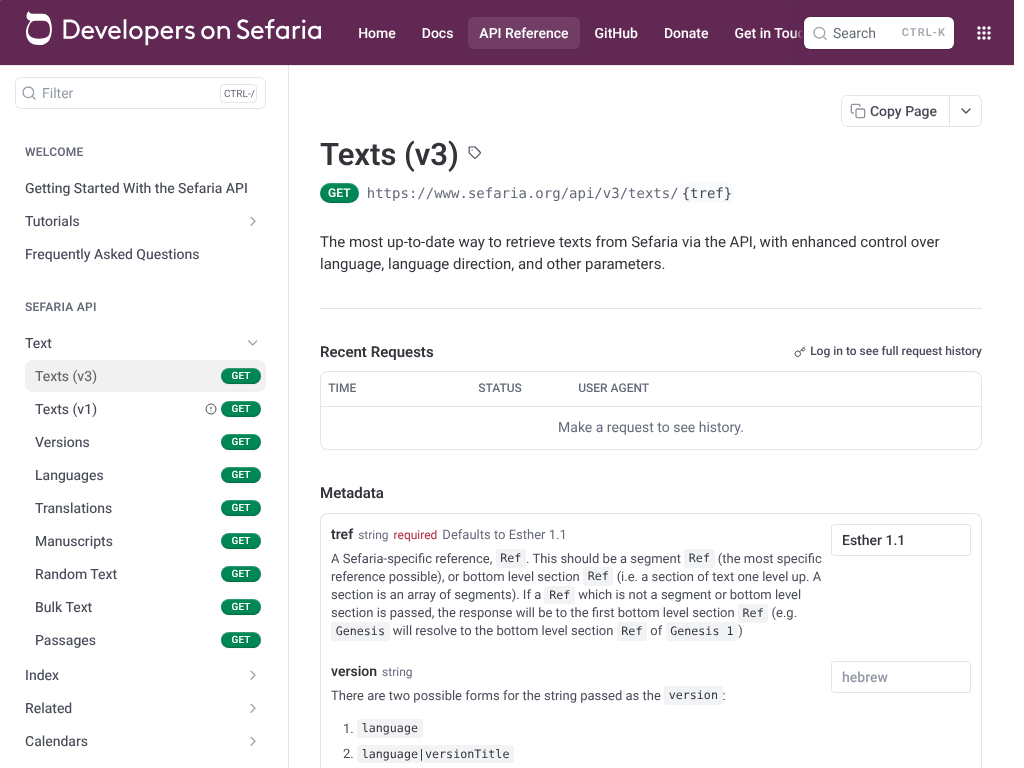 Developers on Sefaria
Home
Docs
API Reference
GitHub
Donate
Get in Touc
Search
CTRL-K
Filter
CTRL-/
WELCOME
Getting Started With the Sefaria API
Tutorials
Frequently Asked Questions
SEFARIA API
Text
Texts (v3) GET
Texts (v1) GET
Versions GET
Languages GET
Translations GET
Manuscripts GET
Random Text GET
Bulk Text GET
Passages GET
Index
Related
Calendars
Copy Page
Texts (v3)
GET https://www.sefaria.org/api/v3/texts/{tref}
The most up-to-date way to retrieve texts from Sefaria via the API, with enhanced control over
language, language direction, and other parameters.
Recent Requests
Log in to see full request history
TIME STATUS USER AGENT
Make a request to see history.
Metadata
tref string required Defaults to Esther 1.1
Esther 1.1
A Sefaria-specific reference, Ref. This should be a segment Ref (the most specific
reference possible), or bottom level section Ref (i.e. a section of text one level up. A
section is an array of segments). If a Ref which is not a segment or bottom level
section is passed, the response will be to the first bottom level section Ref (e.g.
Genesis will resolve to the bottom level section Ref of Genesis 1)
version string
hebrew
There are two possible forms for the string passed as the version:
1. language
2. language|versionTitle